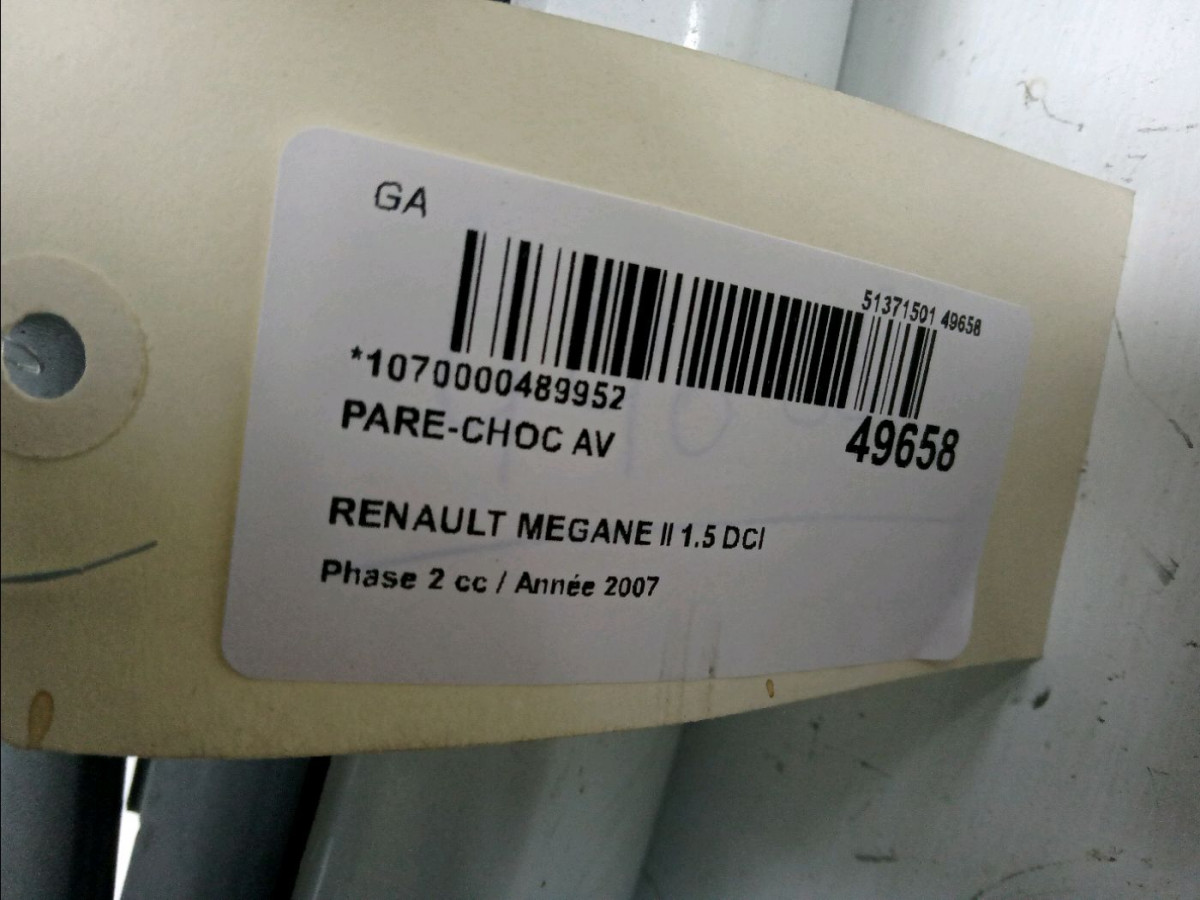 GA
51371501 49658
*1070000489952
PARE-CHOC AV
49658
RENAULT MEGANE II 1.5 DCI
Phase 2 cc / Année 2007